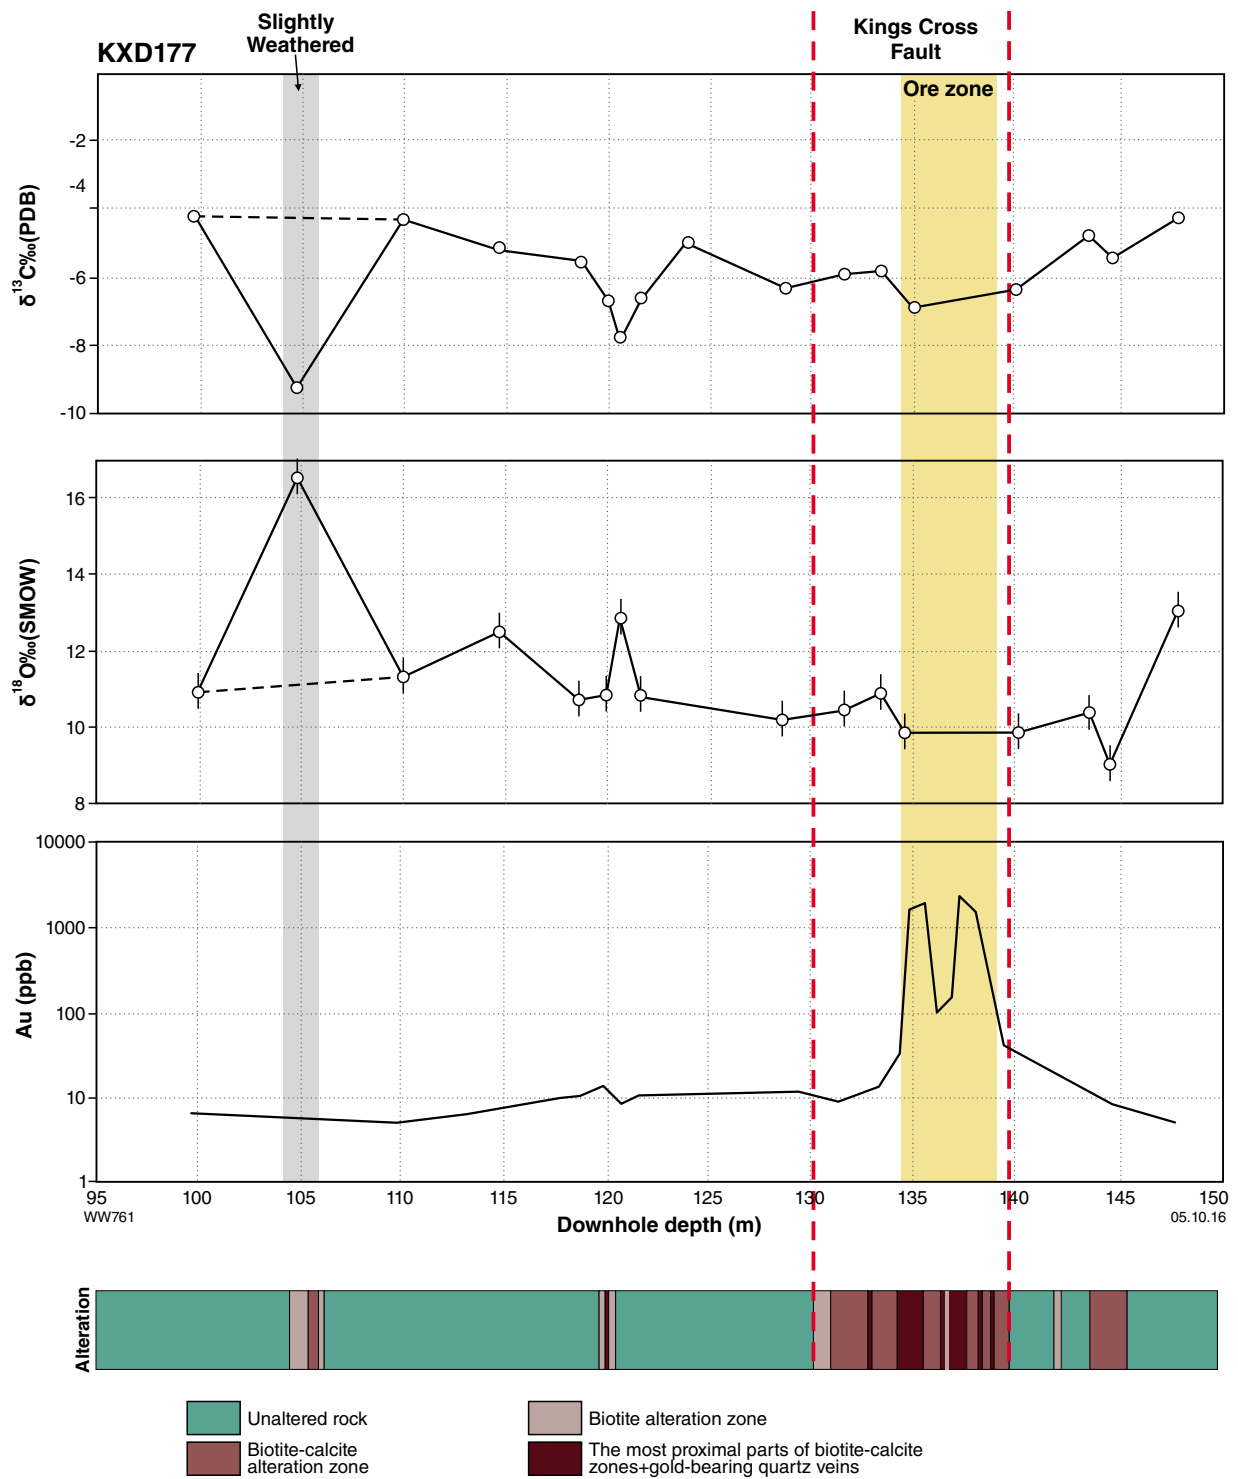 KXD177
Slightly
Weathered
Kings Cross
Fault
Ore zone
δ13C‰(PDB)
-2
-4
-6
-8
-10
δ18O‰(SMOW)
16
14
12
10
8
Au (ppb)
10000
1000
100
10
1
95 100 105 110 115 120 125 130 135 140 145 150
WW761
Downhole depth (m)
05.10.16
Alteration
Unaltered rock
Biotite-calcite
alteration zone
Biotite alteration zone
The most proximal parts of biotite-calcite
zones+gold-bearing quartz veins